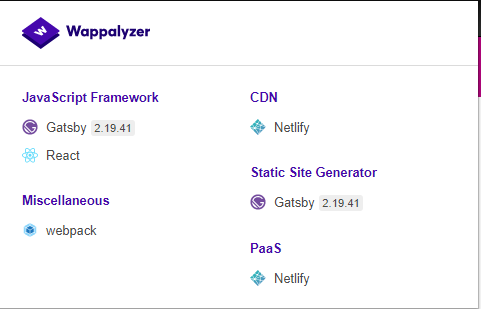 Wappalyzer
JavaScript Framework
Gatsby 2.19.41
React
Miscellaneous
webpack
CDN
Netlify
Static Site Generator
Gatsby 2.19.41
PaaS
Netlify